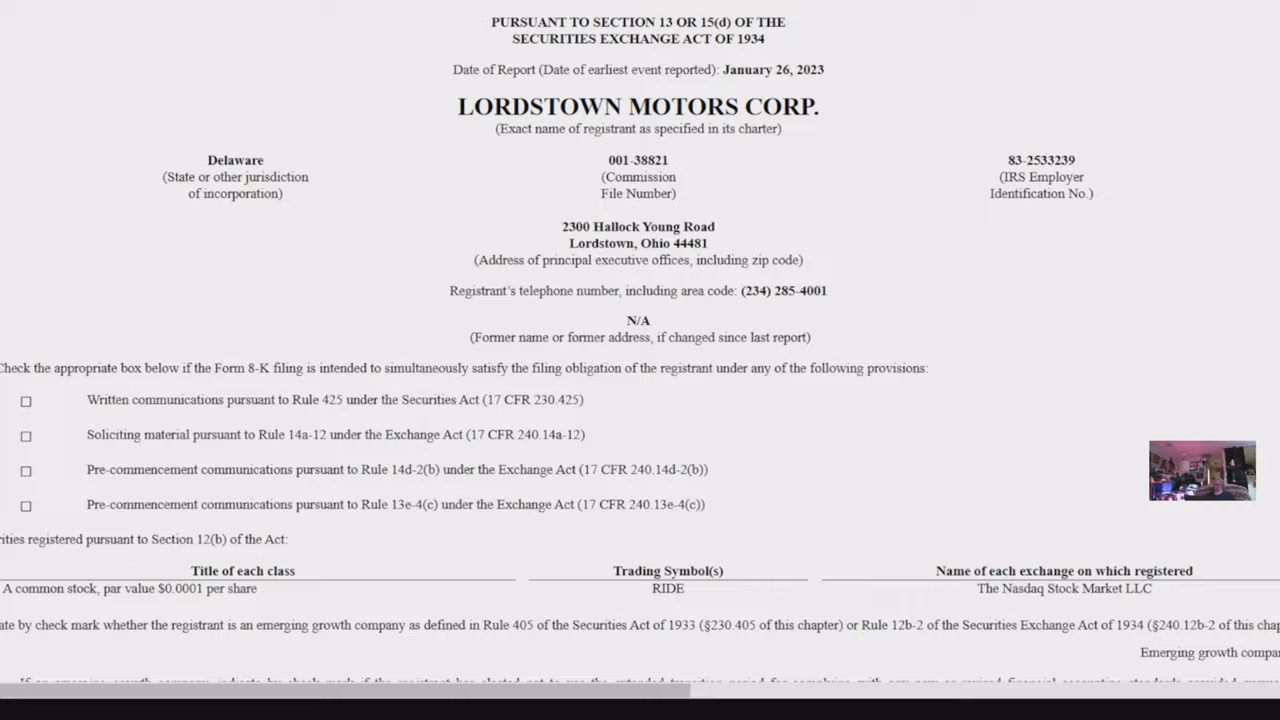 PURSUANT TO SECTION 13 OR 15(d) OF THE
SECURITIES EXCHANGE ACT OF 1934
Date of Report (Date of earliest event reported): January 26, 2023
LORDSTOWN MOTORS CORP.
(Exact name of registrant as specified in its charter)
Delaware
(State or other jurisdiction
of incorporation)
001-38821
(Commission
File Number)
83-2533239
(IRS Employer
Identification No.)
2300 Hallock Young Road
Lordstown, Ohio 44481
(Address of principal executive offices, including zip code)
Registrant's telephone number, including area code: (234) 285-4001
N/A
(Former name or former address, if changed since last report)
Check the appropriate box below if the Form 8-K filing is intended to simultaneously satisfy the filing obligation of the registrant under any of the following provisions:
☐ Written communications pursuant to Rule 425 under the Securities Act (17 CFR 230.425)
☐ Soliciting material pursuant to Rule 14a-12 under the Exchange Act (17 CFR 240.14a-12)
☐ Pre-commencement communications pursuant to Rule 14d-2(b) under the Exchange Act (17 CFR 240.14d-2(b))
☐ Pre-commencement communications pursuant to Rule 13e-4(c) under the Exchange Act (17 CFR 240.13e-4(c))
rities registered pursuant to Section 12(b) of the Act:
Title of each class Trading Symbol(s) Name of each exchange on which registered
A common stock, par value $0.0001 per share RIDE The Nasdaq Stock Market LLC
ate by check mark whether the registrant is an emerging growth company as defined in Rule 405 of the Securities Act of 1933 (§230.405 of this chapter) or Rule 12b-2 of the Securities Exchange Act of 1934 (§240.12b-2 of this chap
Emerging growth compan